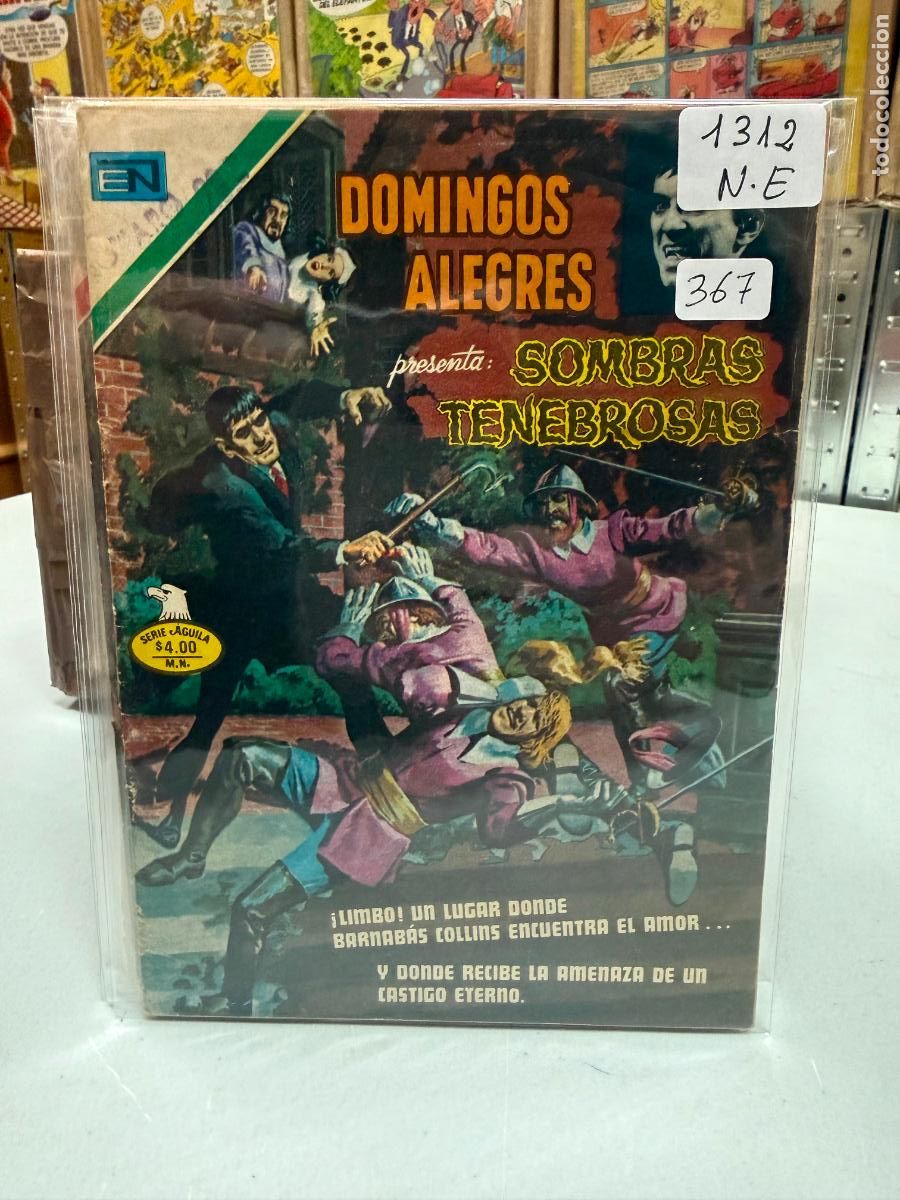 1312
N.E
EN
DOMINGOS
ALEGRES
367
presenta: SOMBRAS
TENEBROSAS
SERIE AGUILA
$4.00
M.N.
¡LIMBO! UN LUGAR DONDE
BARNABÁS COLLINS ENCUENTRA EL AMOR...
Y DONDE RECIBE LA AMENAZA DE UN
CASTIGO ETERNO.
todocoleccion